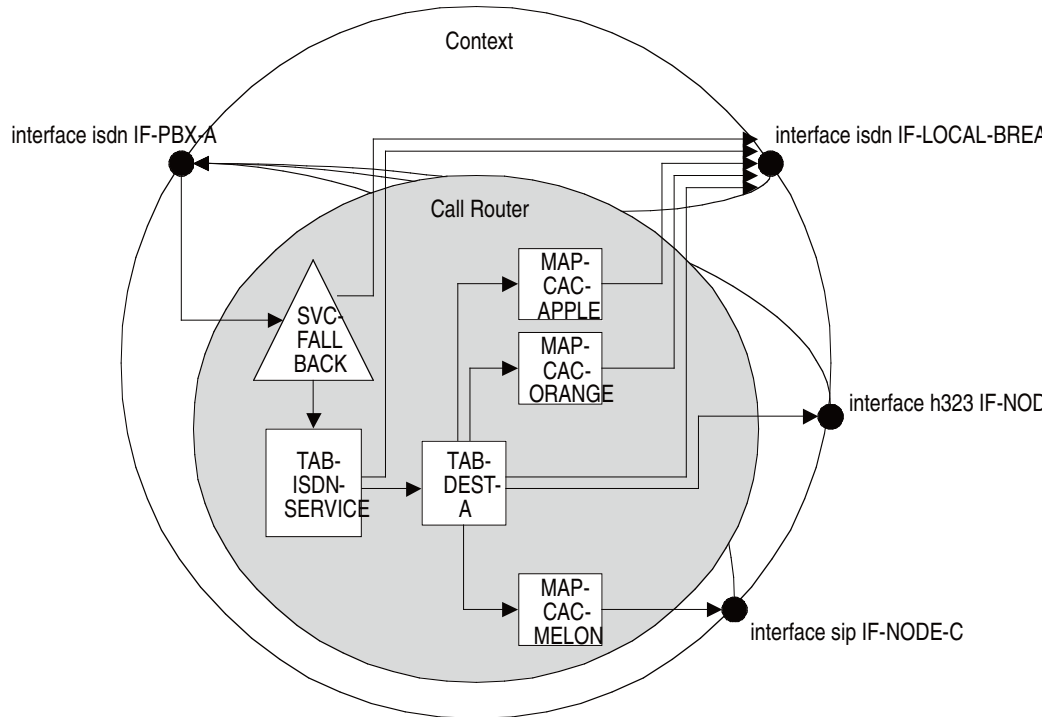 Context
interface isdn IF-PBX-A
interface isdn IF-LOCAL-BREA
Call Router
MAP-
CAC-
APPLE
SVC-
FALL
BACK
MAP-
CAC-
ORANGE
interface h323 IF-NOD
TAB-
ISDN-
SERVICE
TAB-
DEST-
A
MAP-
CAC-
MELON
interface sip IF-NODE-C